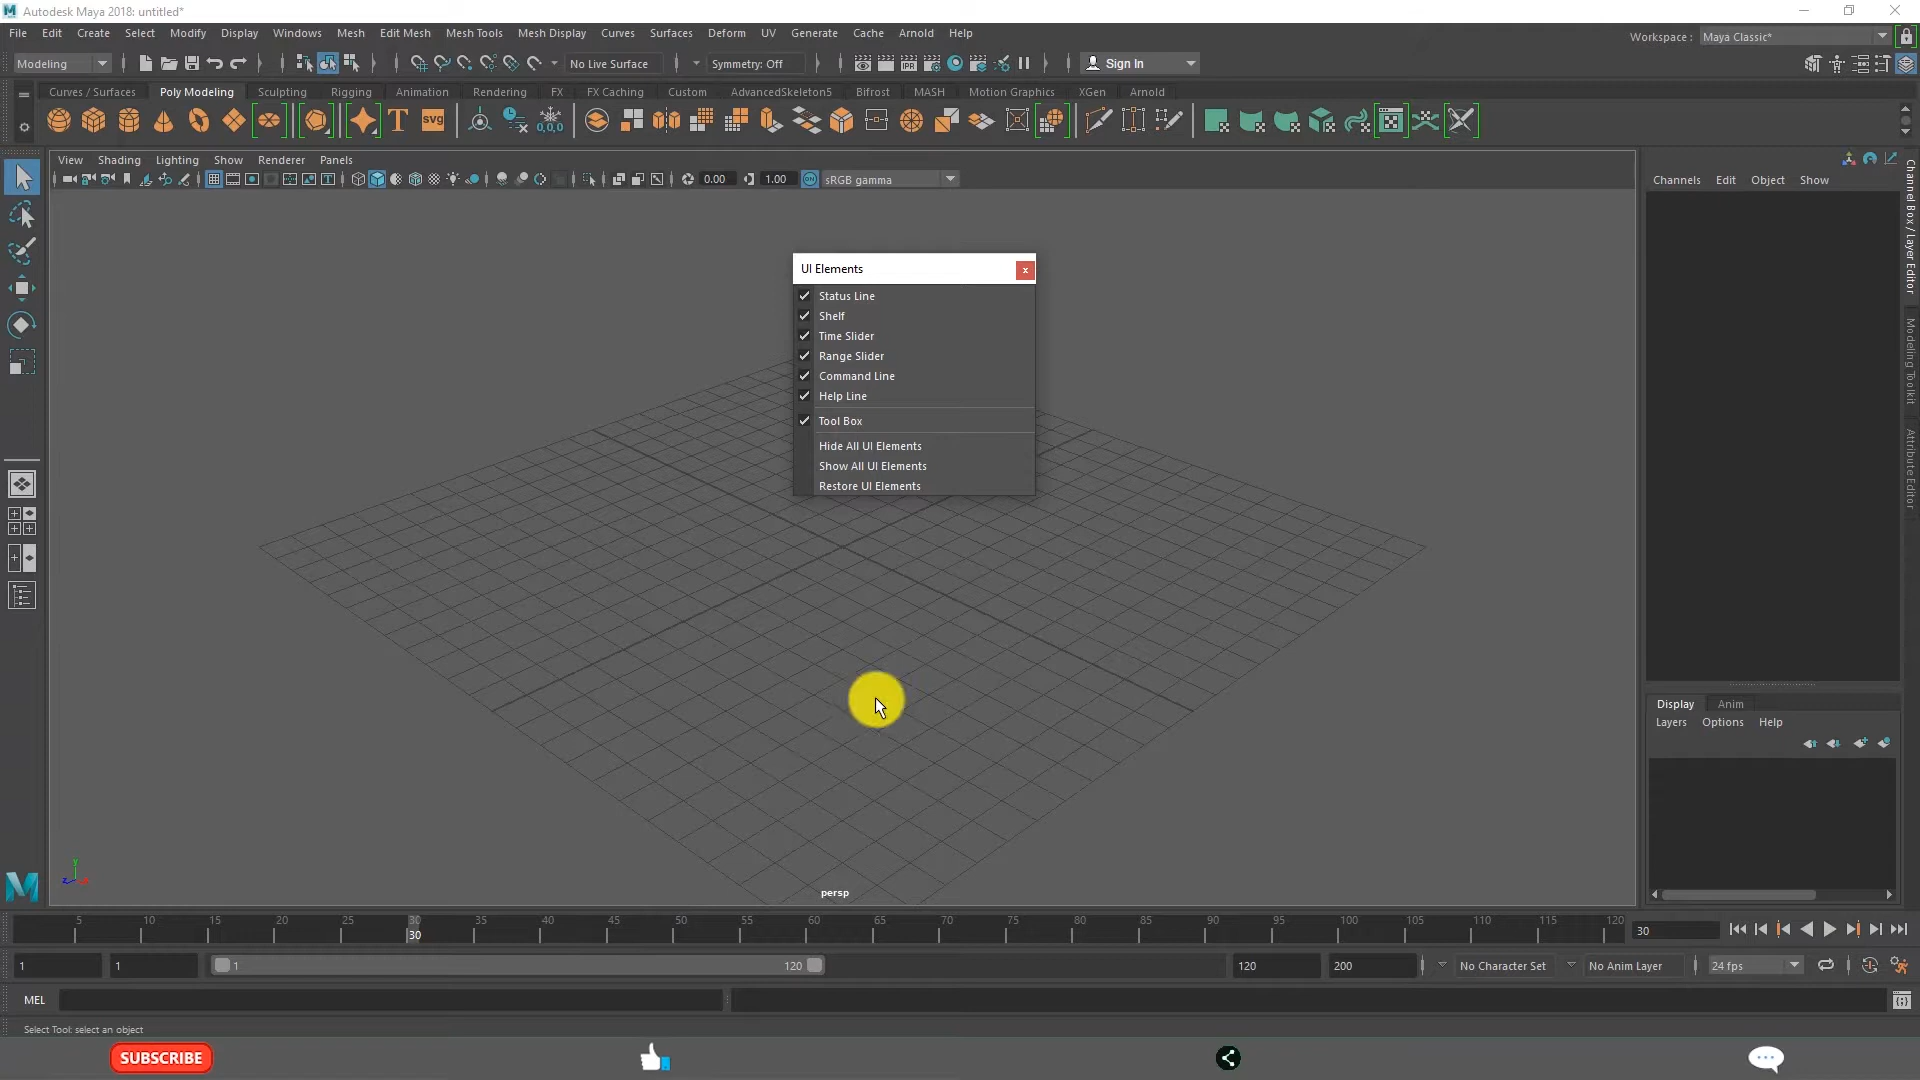 Autodesk Maya 2018: untitled*
File Edit Create Select Modify Display Windows Mesh Edit Mesh Mesh Tools Mesh Display Curves Surfaces Deform UV Generate Cache Arnold Help
Workspace : Maya Classic*
Modeling No Live Surface Symmetry: Off IPR Sign In
Curves / Surfaces Poly Modeling Sculpting Rigging Animation Rendering FX FX Caching Custom AdvancedSkeleton5 Bifrost MASH Motion Graphics XGen Arnold
T SVG 0,0,0
View Shading Lighting Show Renderer Panels
0.00 1.00 ON sRGB gamma
Channels Edit Object Show
Channel Box / Layer Editor
Modeling Toolkit
Attribute Editor
UI Elements
Status Line
Shelf
Time Slider
Range Slider
Command Line
Help Line
Tool Box
Hide All UI Elements
Show All UI Elements
Restore UI Elements
Display Anim
Layers Options Help
y
z
persp
5 10 15 20 25 30 35 40 45 50 55 60 65 70 75 80 85 90 95 100 105 110 115 120
30
30
1 1 1 120 120 200 No Character Set No Anim Layer 24 fps
MEL
Select Tool: select an object
SUBSCRIBE